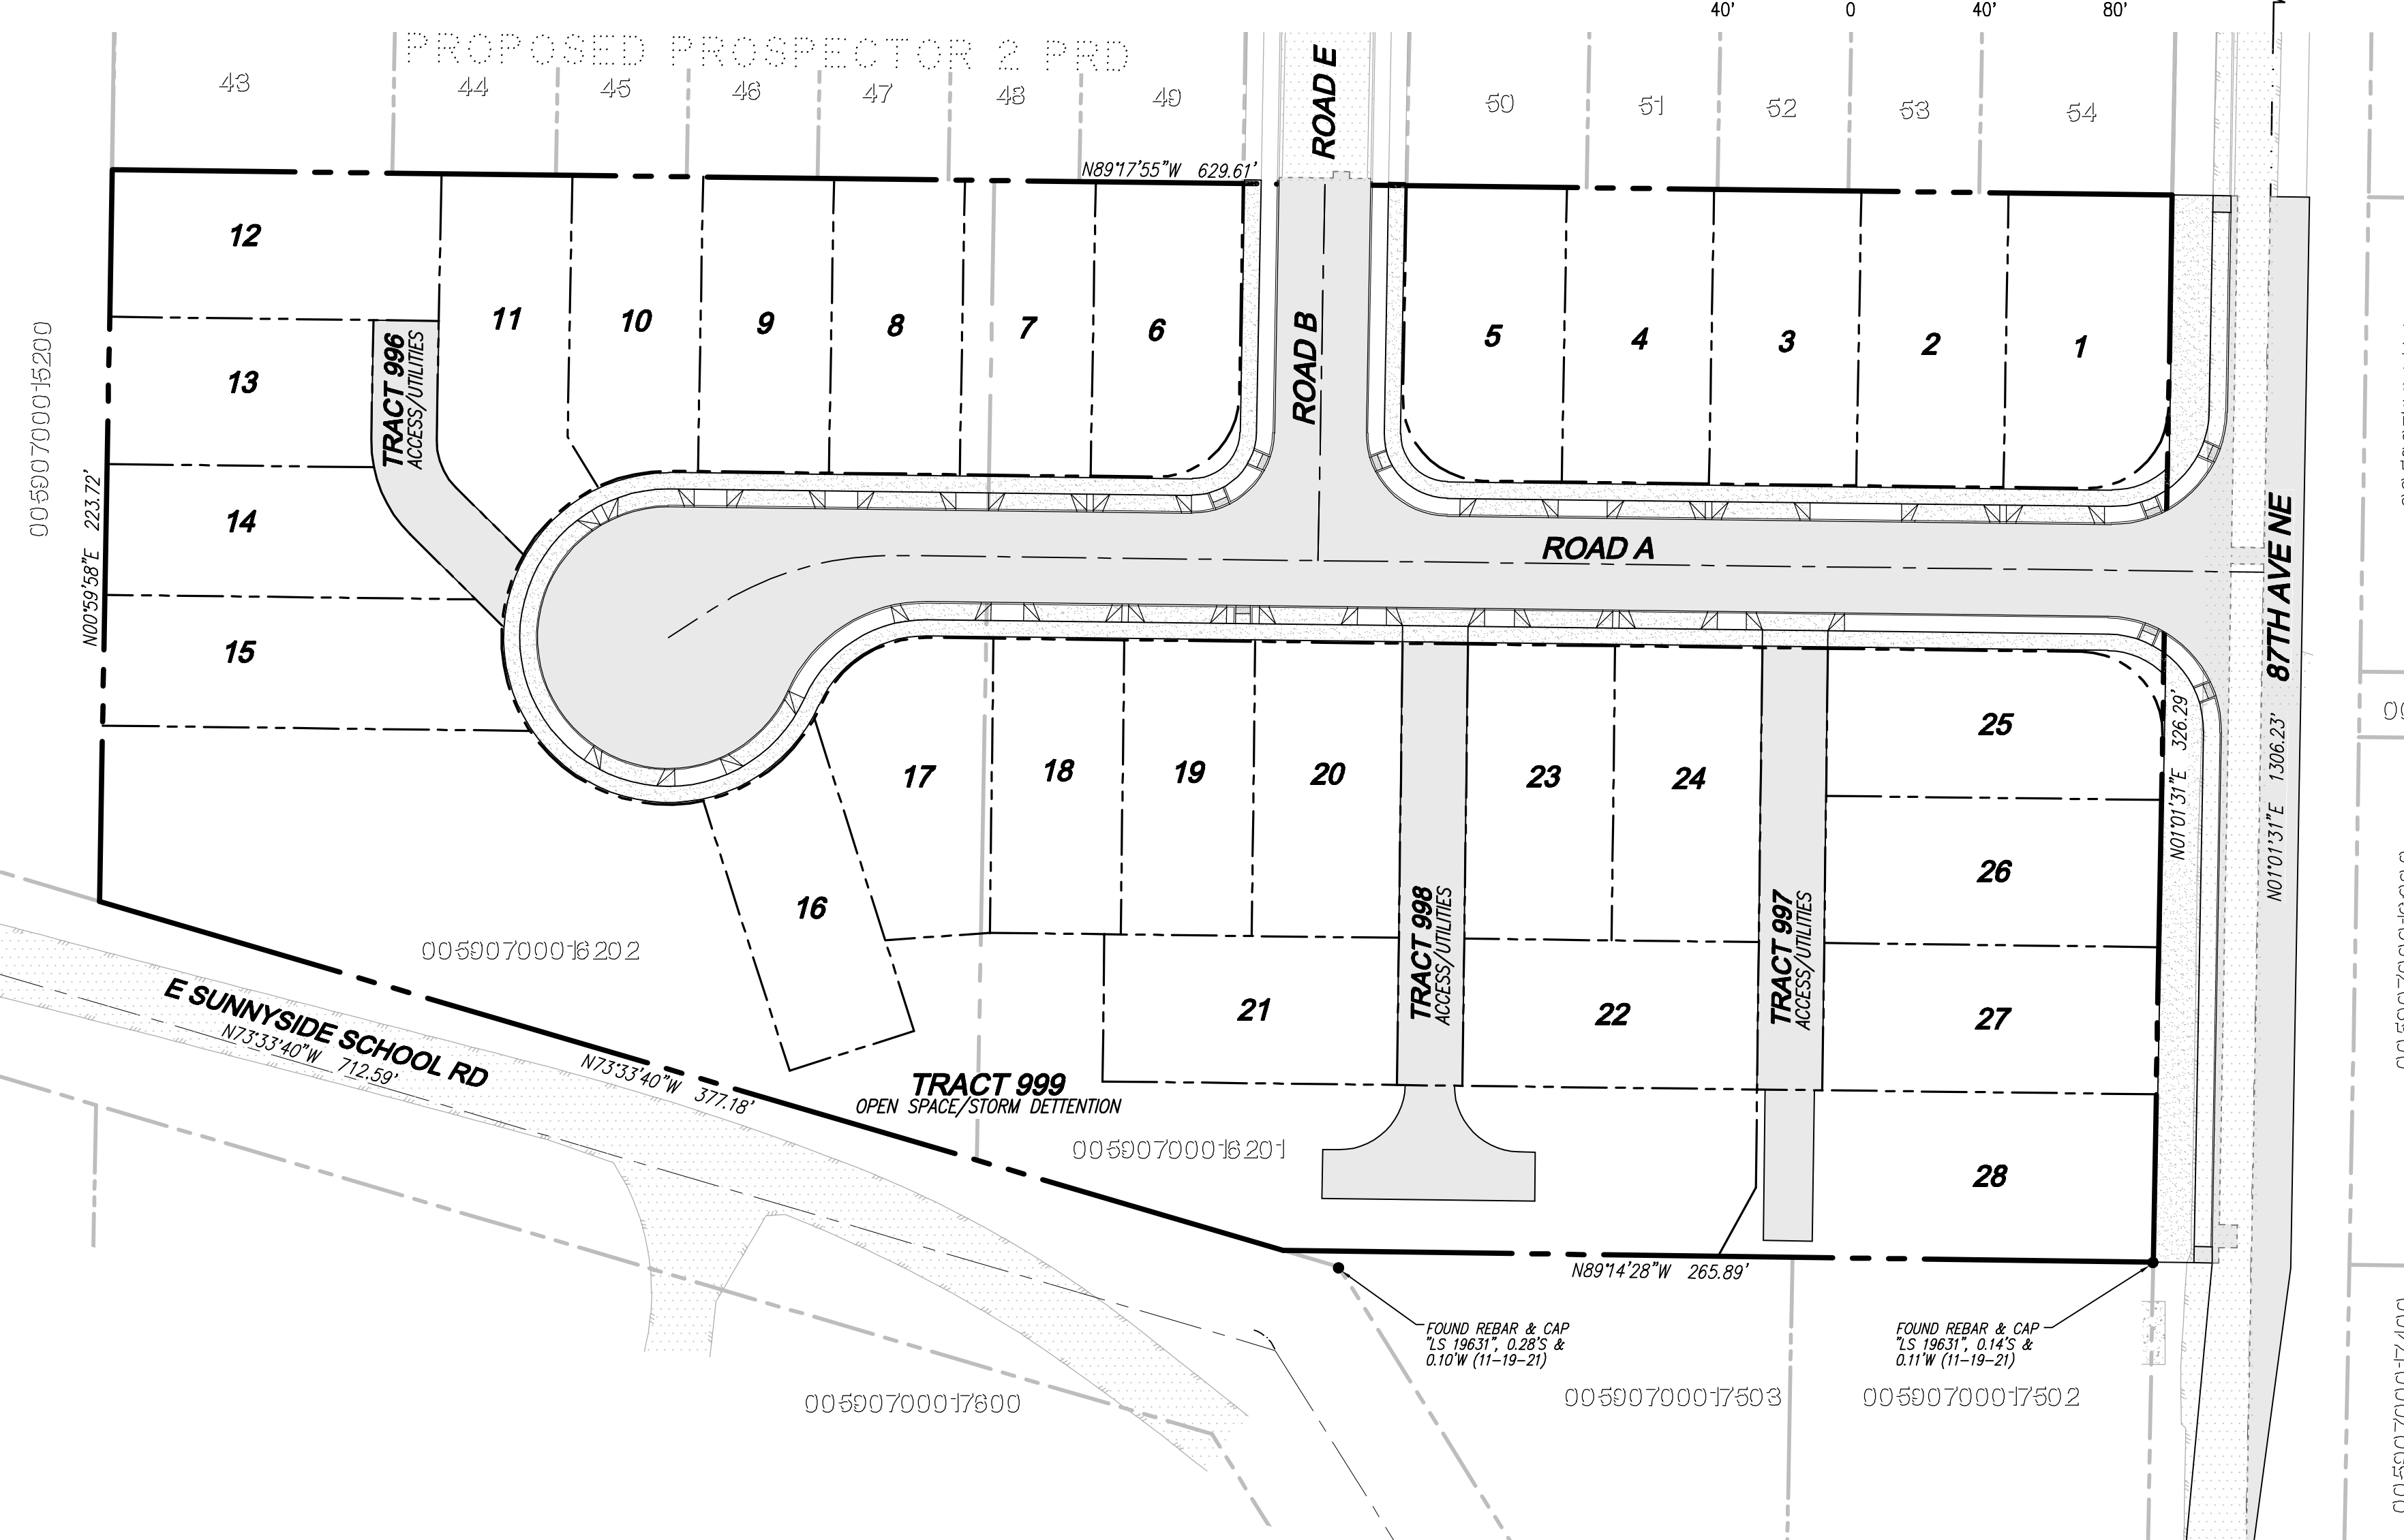 40' 0 40' 80'
PROPOSED PROSPECTOR 2 PRD
43 44 45 46 47 48 49 50 51 52 53 54
ROAD E
N89°17'55"W 629.61'
12
11 10 9 8 7 6
ROAD B
5 4 3 2 1
13
TRACT 996
ACCESS/UTILITIES
00590700015200
N00°59'58"E 223.72'
14
15
ROAD A
87TH AVE NE
N01°01'31"E 326.29'
N01°01'31"E 1306.23'
17 18 19 20 23 24 25
16
26
TRACT 998
ACCESS/UTILITIES
TRACT 997
ACCESS/UTILITIES
00590700016202
21 22 27
E SUNNYSIDE SCHOOL RD
N73°33'40"W 712.59'
N73°33'40"W 377.18'
TRACT 999
OPEN SPACE/STORM DETTENTION
00590700016201
28
N89°14'28"W 265.89'
FOUND REBAR & CAP
"LS 19631", 0.28'S &
0.10'W (11-19-21)
FOUND REBAR & CAP
"LS 19631", 0.14'S &
0.11'W (11-19-21)
00590700017600
00590700017503
00590700017502